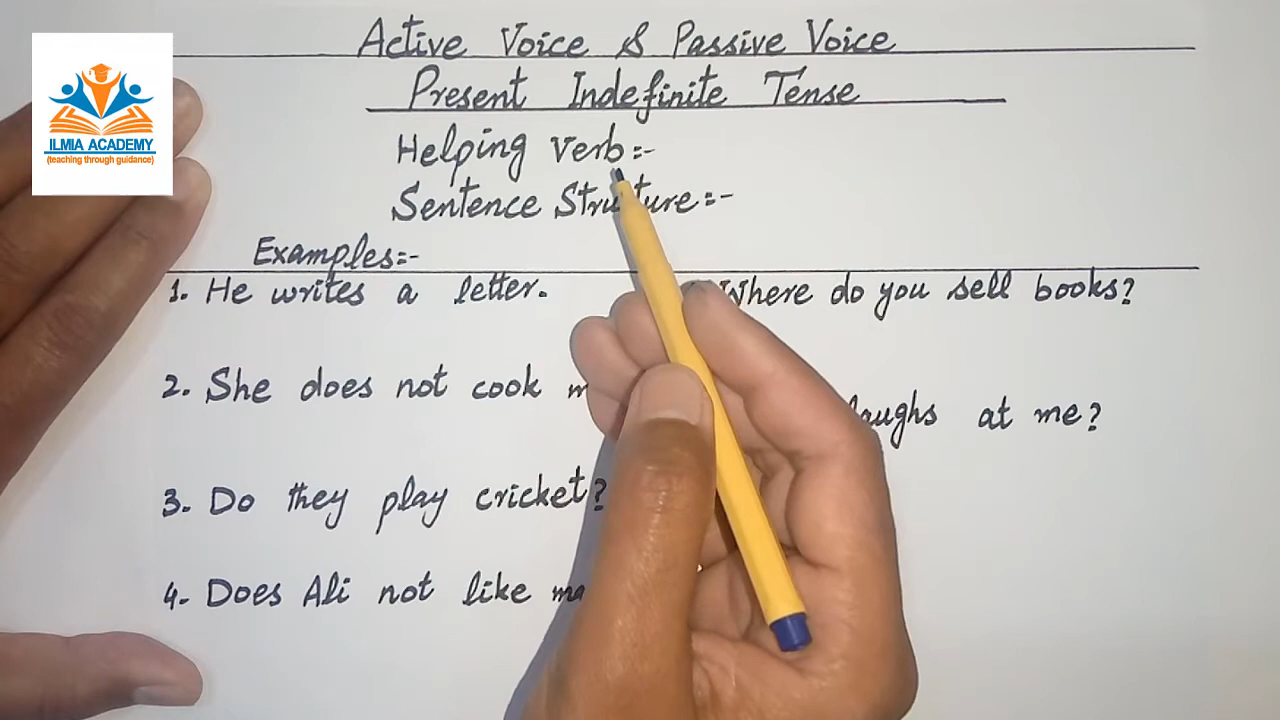 ILMIA ACADEMY
(teaching through guidance)
Active Voice & Passive Voice
Present Indefinite Tense
Helping Verb:-
Sentence Structure:-
Examples:-
1. He writes a letter.
Where do you sell books?
2. She does not cook
laughs at me?
3. Do they play cricket?
4. Does Ali not like